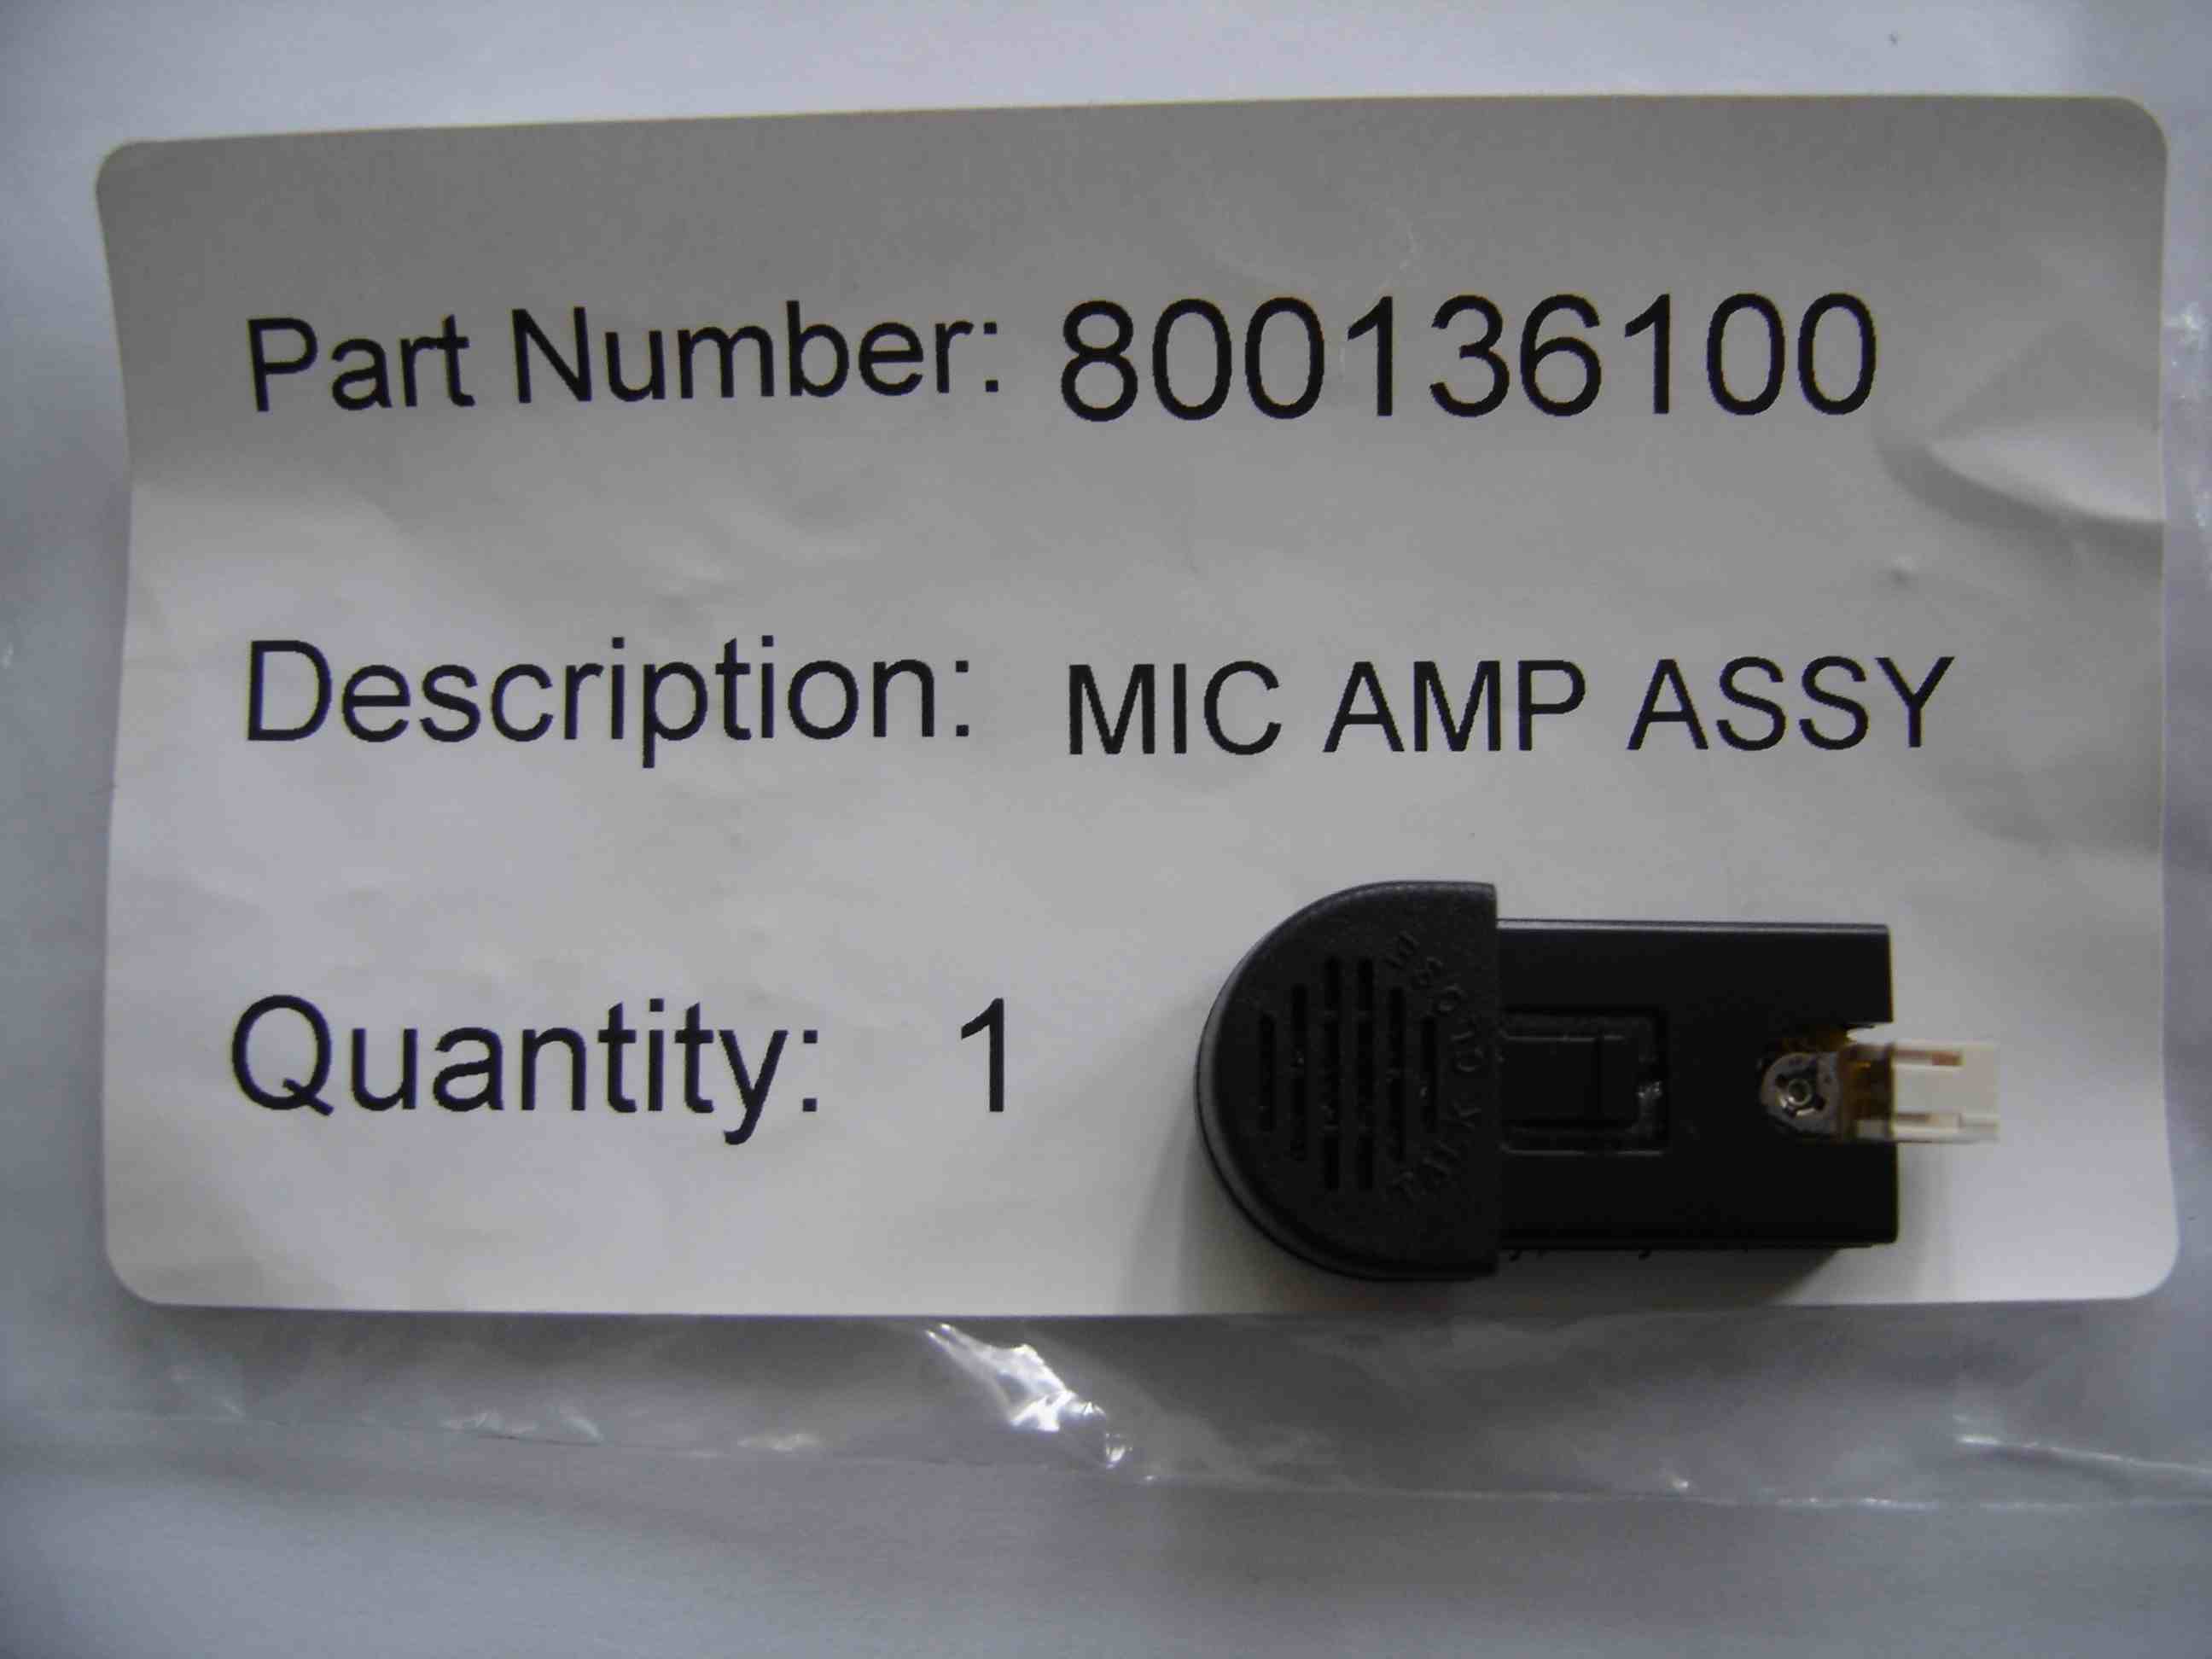 Part Number: 800136100
Description: MIC AMP ASSY
Quantity: 1